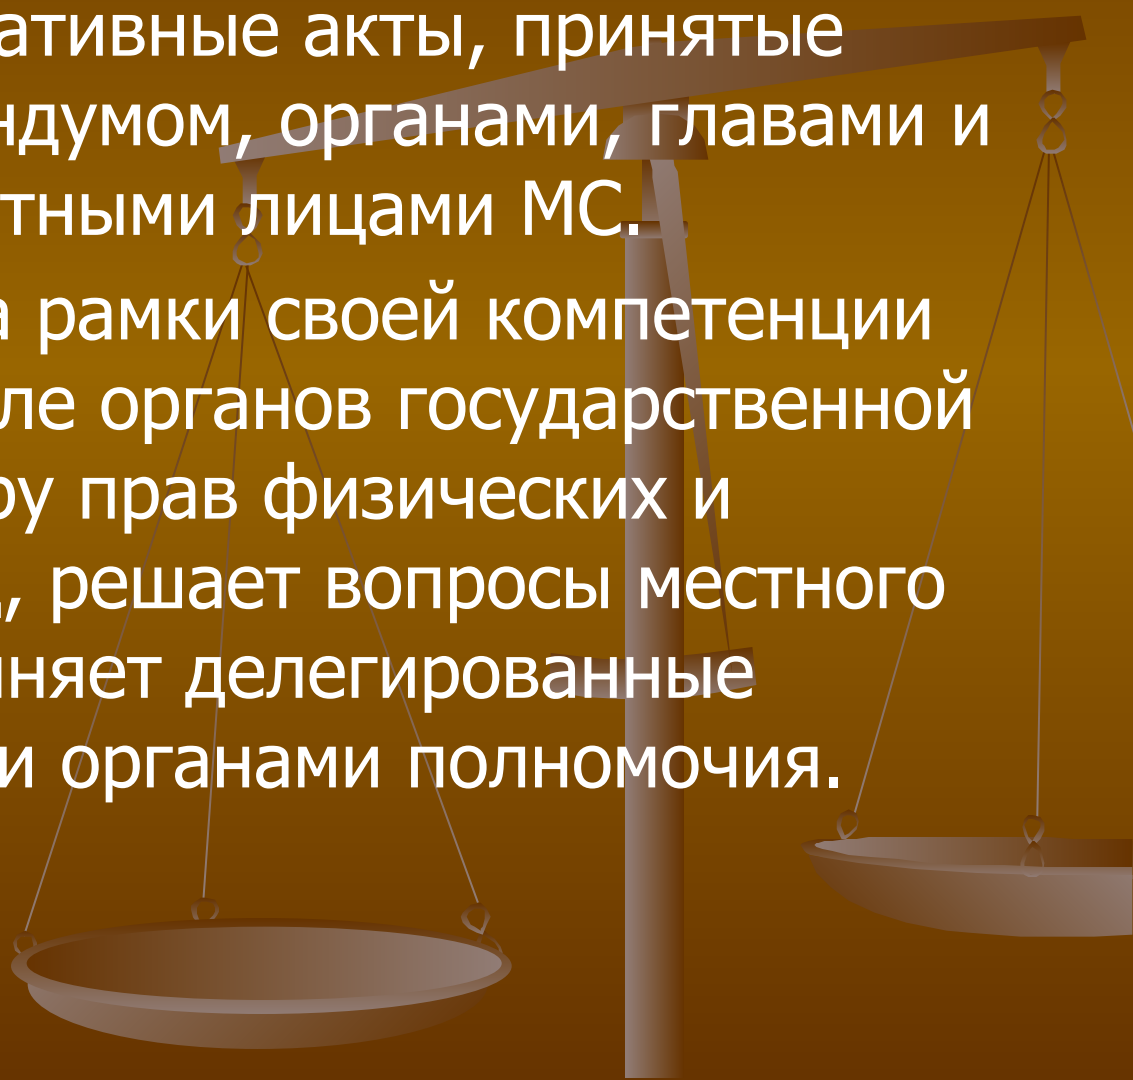 ативные акты, принятые
ндумом, органами, главами и
тными лицами МС.
а рамки своей компетенции
ле органов государственной
ру прав физических и
, решает вопросы местного
няет делегированные
и органами полномочия.